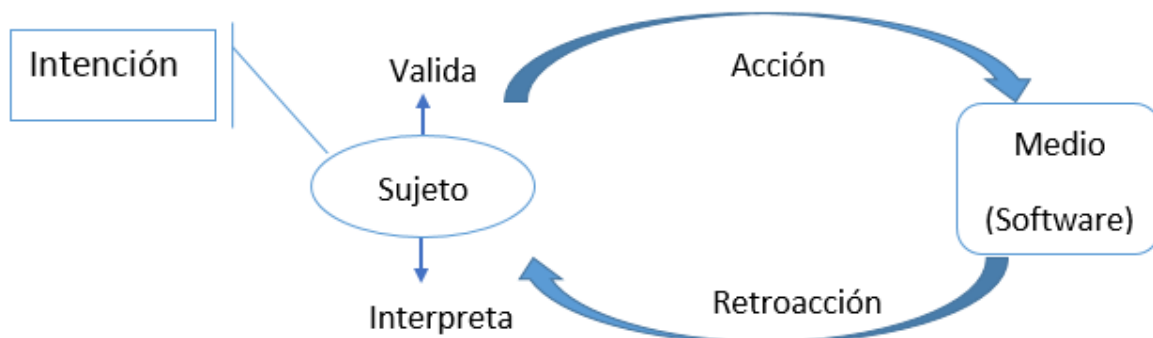 Intención
Valida
Acción
Medio
(Software)
Sujeto
Interpreta
Retroacción